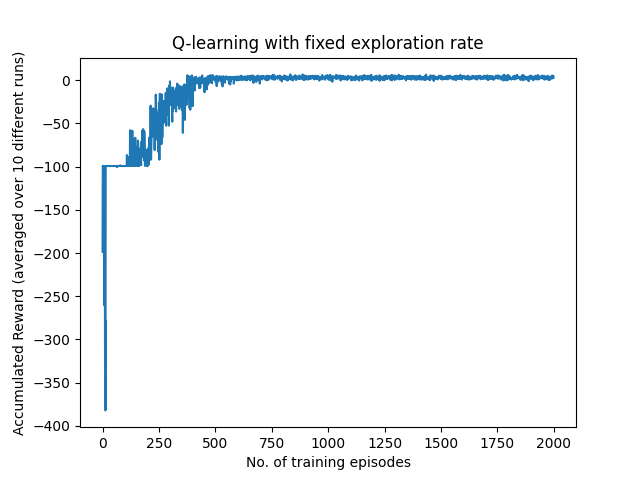 Q-learning with fixed exploration rate
Accumulated Reward (averaged over 10 different runs)
0
−50
−100
−150
−200
−250
−300
−350
−400
0 250 500 750 1000 1250 1500 1750 2000
No. of training episodes